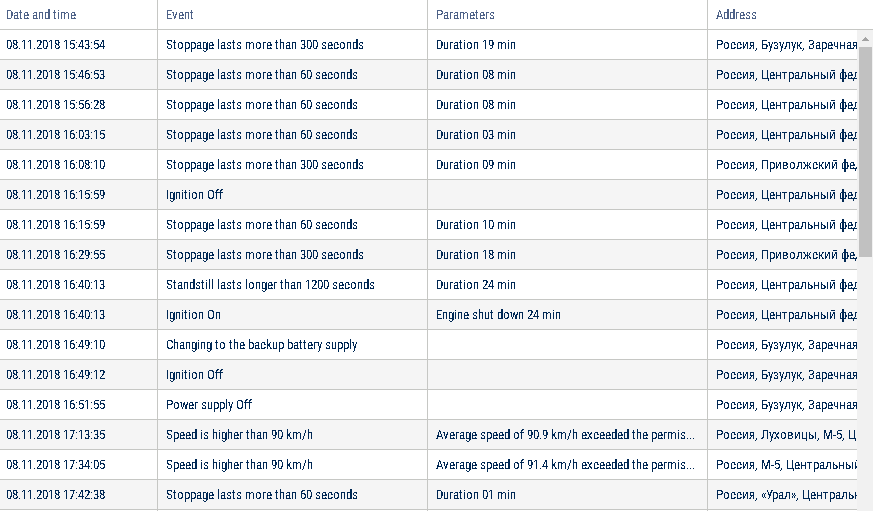 Date and time Event Parameters Address
08.11.2018 15:43:54 Stoppage lasts more than 300 seconds Duration 19 min Россия, Бузулук, Заречная
08.11.2018 15:46:53 Stoppage lasts more than 60 seconds Duration 08 min Россия, Центральный фед
08.11.2018 15:56:28 Stoppage lasts more than 60 seconds Duration 08 min Россия, Центральный фед
08.11.2018 16:03:15 Stoppage lasts more than 60 seconds Duration 03 min Россия, Центральный фед
08.11.2018 16:08:10 Stoppage lasts more than 300 seconds Duration 09 min Россия, Приволжский фе
08.11.2018 16:15:59 Ignition Off Россия, Центральный фед
08.11.2018 16:15:59 Stoppage lasts more than 60 seconds Duration 10 min Россия, Центральный фед
08.11.2018 16:29:55 Stoppage lasts more than 300 seconds Duration 18 min Россия, Приволжский фе
08.11.2018 16:40:13 Standstill lasts longer than 1200 seconds Duration 24 min Россия, Центральный фед
08.11.2018 16:40:13 Ignition On Engine shut down 24 min Россия, Центральный фед
08.11.2018 16:49:10 Changing to the backup battery supply Россия, Бузулук, Заречная
08.11.2018 16:49:12 Ignition Off Россия, Бузулук, Заречная
08.11.2018 16:51:55 Power supply Off Россия, Бузулук, Заречная
08.11.2018 17:13:35 Speed is higher than 90 km/h Average speed of 90.9 km/h exceeded the permis... Россия, Луховицы, М-5, Ц
08.11.2018 17:34:05 Speed is higher than 90 km/h Average speed of 91.4 km/h exceeded the permis... Россия, М-5, Центральный
08.11.2018 17:42:38 Stoppage lasts more than 60 seconds Duration 01 min Россия, «Урал», Централь